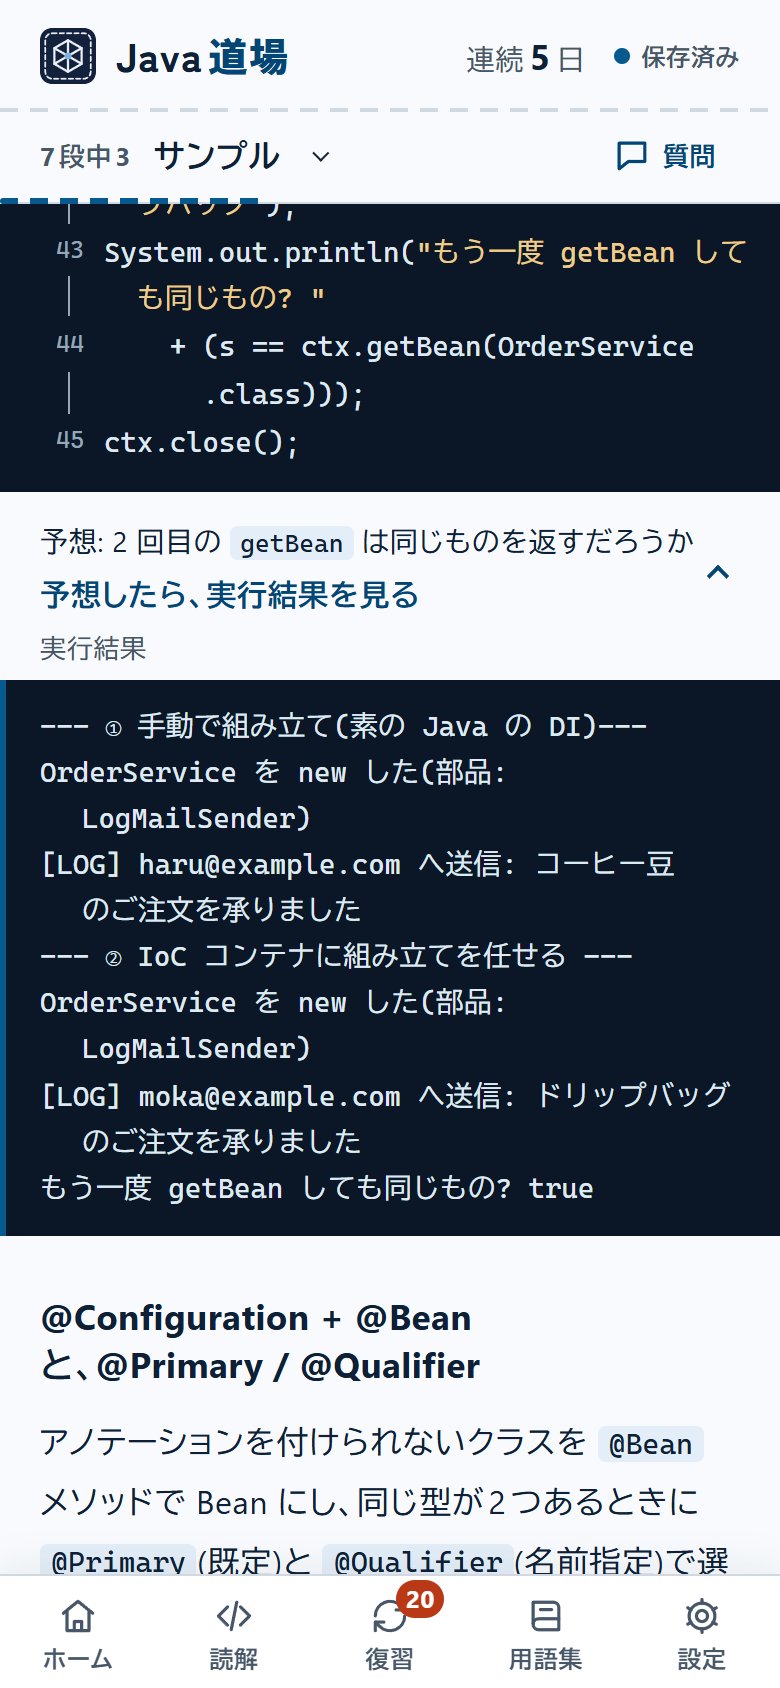 Java道場
連続 5 日
保存済み
7段中3 サンプル
質問
43 System.out.println("もう一度 getBean して
も同じもの? "
44 + (s == ctx.getBean(OrderService
.class)));
45 ctx.close();
予想: 2 回目の getBean は同じものを返すだろうか
予想したら、実行結果を見る
実行結果
--- ① 手動で組み立て(素の Java の DI)---
OrderService を new した(部品:
LogMailSender)
[LOG] haru@example.com へ送信: コーヒー豆
のご注文を承りました
--- ② IoC コンテナに組み立てを任せる ---
OrderService を new した(部品:
LogMailSender)
[LOG] moka@example.com へ送信: ドリップバッグ
のご注文を承りました
もう一度 getBean しても同じもの? true
@Configuration + @Bean
と、@Primary / @Qualifier
アノテーションを付けられないクラスを @Bean
メソッドで Bean にし、同じ型が2つあるときに
@Primary(既定)と @Qualifier(名前指定)で選
20
ホーム
読解
復習
用語集
設定